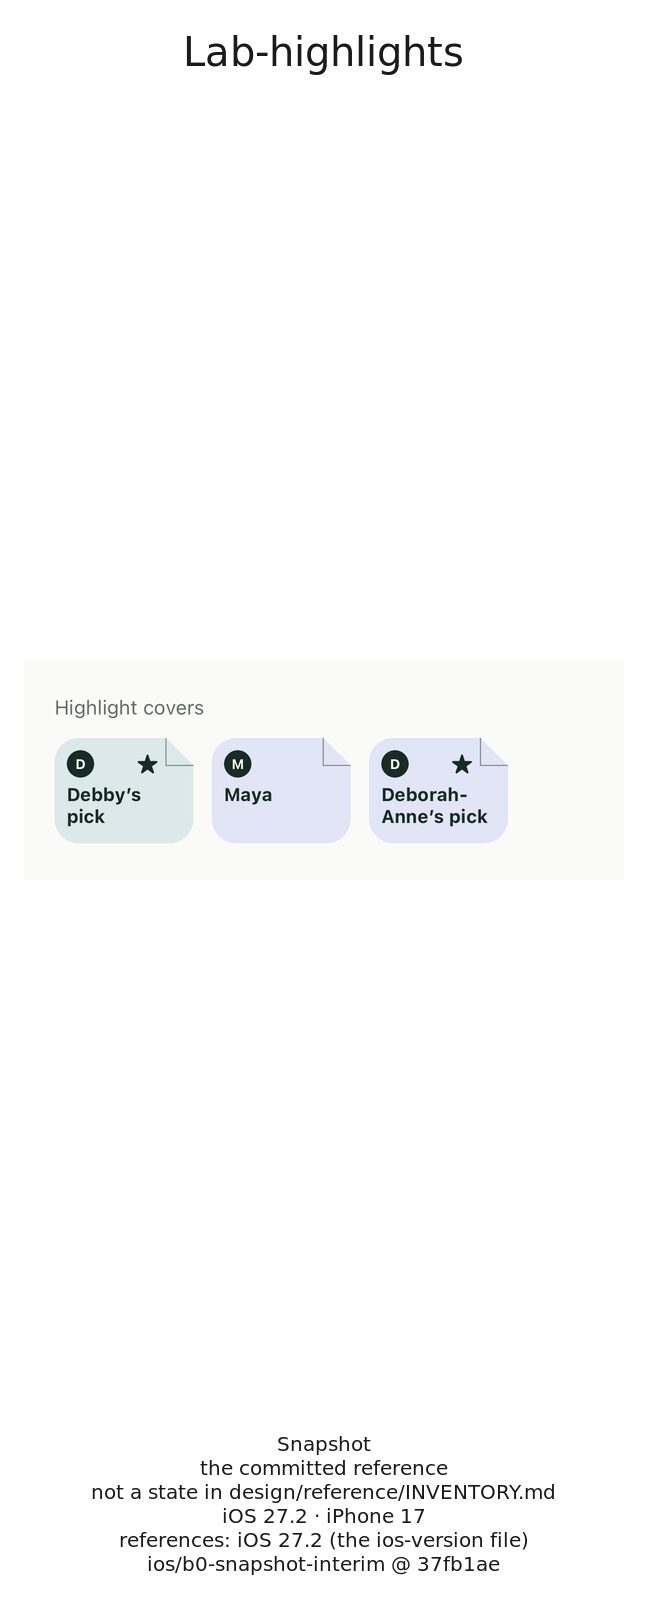 Lab-highlights
Highlight covers
D
Debby’s
pick
M
Maya
D
Deborah-
Anne’s pick
Snapshot
the committed reference
not a state in design/reference/INVENTORY.md
iOS 27.2 · iPhone 17
references: iOS 27.2 (the ios-version file)
ios/b0-snapshot-interim @ 37fb1ae